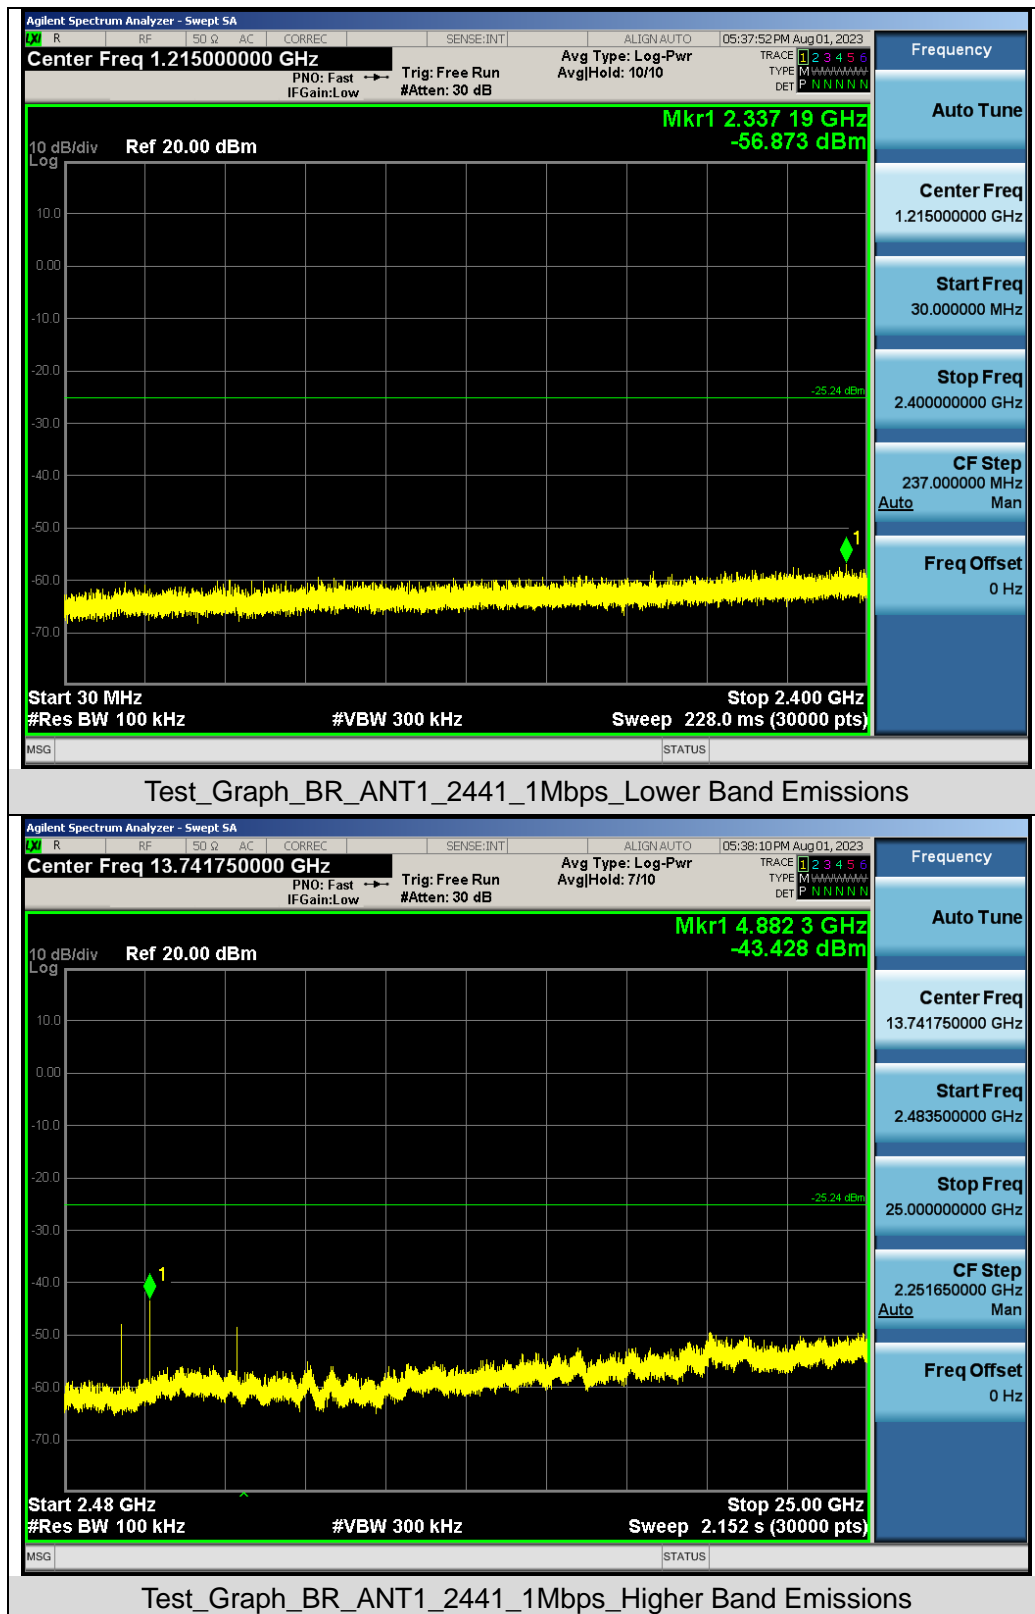 Agilent Spectrum Analyzer - Swept SA
LXI R RF 50 Ω AC CORREC SENSE:INT ALIGN AUTO 05:37:52 PM Aug 01, 2023
Center Freq 1.215000000 GHz
PNO: Fast
IFGain:Low
Trig: Free Run
#Atten: 30 dB
Avg Type: Log-Pwr
Avg|Hold: 10/10
TRACE 1 2 3 4 5 6
TYPE M WWWWW
DET P N N N N N
Mkr1 2.337 19 GHz
-56.873 dBm
10 dB/div Ref 20.00 dBm
Log
10.0
0.00
-10.0
-20.0
-25.24 dBm
-30.0
-40.0
-50.0
1
-60.0
-70.0
Start 30 MHz Stop 2.400 GHz
#Res BW 100 kHz #VBW 300 kHz Sweep 228.0 ms (30000 pts)
MSG STATUS
Frequency
Auto Tune
Center Freq
1.215000000 GHz
Start Freq
30.000000 MHz
Stop Freq
2.400000000 GHz
CF Step
237.000000 MHz
Auto Man
Freq Offset
0 Hz
Test_Graph_BR_ANT1_2441_1Mbps_Lower Band Emissions
Agilent Spectrum Analyzer - Swept SA
LXI R RF 50 Ω AC CORREC SENSE:INT ALIGN AUTO 05:38:10 PM Aug 01, 2023
Center Freq 13.741750000 GHz
PNO: Fast
IFGain:Low
Trig: Free Run
#Atten: 30 dB
Avg Type: Log-Pwr
Avg|Hold: 7/10
TRACE 1 2 3 4 5 6
TYPE M WWWWW
DET P N N N N N
Mkr1 4.882 3 GHz
-43.428 dBm
10 dB/div Ref 20.00 dBm
Log
10.0
0.00
-10.0
-20.0
-25.24 dBm
-30.0
1
-40.0
-50.0
-60.0
-70.0
Start 2.48 GHz Stop 25.00 GHz
#Res BW 100 kHz #VBW 300 kHz Sweep 2.152 s (30000 pts)
MSG STATUS
Frequency
Auto Tune
Center Freq
13.741750000 GHz
Start Freq
2.483500000 GHz
Stop Freq
25.000000000 GHz
CF Step
2.251650000 GHz
Auto Man
Freq Offset
0 Hz
Test_Graph_BR_ANT1_2441_1Mbps_Higher Band Emissions